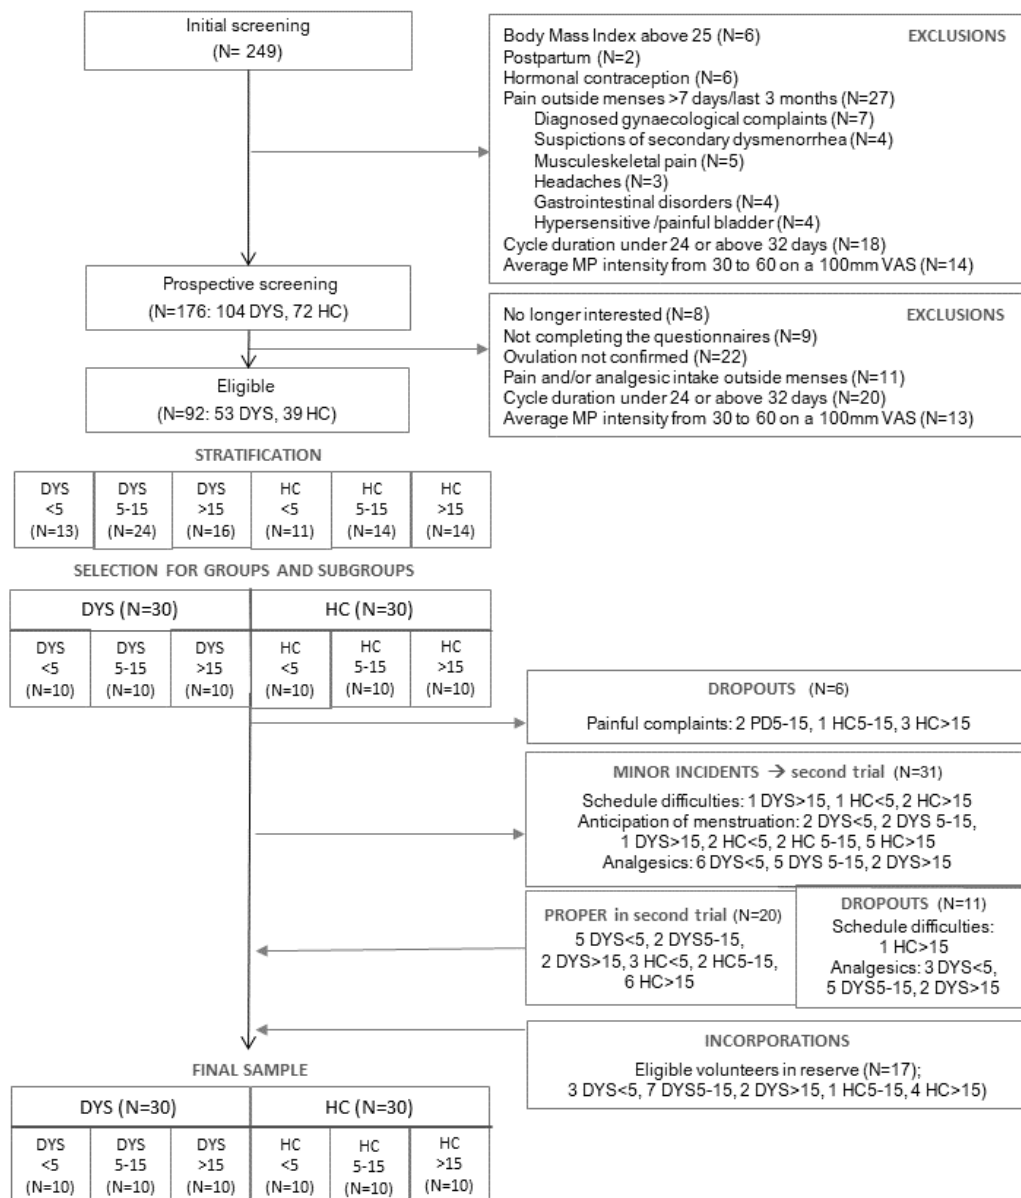 Initial screening
(N= 249)
EXCLUSIONS
Body Mass Index above 25 (N=6)
Postpartum (N=2)
Hormonal contraception (N=6)
Pain outside menses >7 days/last 3 months (N=27)
Diagnosed gynaecological complaints (N=7)
Suspicions of secondary dysmenorrhea (N=4)
Musculeskeletal pain (N=5)
Headaches (N=3)
Gastrointestinal disorders (N=4)
Hypersensitive /painful bladder (N=4)
Cycle duration under 24 or above 32 days (N=18)
Average MP intensity from 30 to 60 on a 100mm VAS (N=14)
Prospective screening
(N=176: 104 DYS, 72 HC)
EXCLUSIONS
No longer interested (N=8)
Not completing the questionnaires (N=9)
Ovulation not confirmed (N=22)
Pain and/or analgesic intake outside menses (N=11)
Cycle duration under 24 or above 32 days (N=20)
Average MP intensity from 30 to 60 on a 100mm VAS (N=13)
Eligible
(N=92: 53 DYS, 39 HC)
STRATIFICATION
DYS
<5
(N=13)
DYS
5-15
(N=24)
DYS
>15
(N=16)
HC
<5
(N=11)
HC
5-15
(N=14)
HC
>15
(N=14)
SELECTION FOR GROUPS AND SUBGROUPS
DYS (N=30)
HC (N=30)
DYS
<5
(N=10)
DYS
5-15
(N=10)
DYS
>15
(N=10)
HC
<5
(N=10)
HC
5-15
(N=10)
HC
>15
(N=10)
DROPOUTS (N=6)
Painful complaints: 2 PD5-15, 1 HC5-15, 3 HC>15
MINOR INCIDENTS → second trial (N=31)
Schedule difficulties: 1 DYS>15, 1 HC<5, 2 HC>15
Anticipation of menstruation: 2 DYS<5, 2 DYS 5-15,
1 DYS>15, 2 HC<5, 2 HC 5-15, 5 HC>15
Analgesics: 6 DYS<5, 5 DYS 5-15, 2 DYS>15
PROPER in second trial (N=20)
5 DYS<5, 2 DYS5-15,
2 DYS>15, 3 HC<5, 2 HC5-15,
6 HC>15
DROPOUTS (N=11)
Schedule difficulties:
1 HC>15
Analgesics: 3 DYS<5,
5 DYS5-15, 2 DYS>15
INCORPORATIONS
Eligible volunteers in reserve (N=17);
3 DYS<5, 7 DYS5-15, 2 DYS>15, 1 HC5-15, 4 HC>15)
FINAL SAMPLE
DYS (N=30)
HC (N=30)
DYS
<5
(N=10)
DYS
5-15
(N=10)
DYS
>15
(N=10)
HC
<5
(N=10)
HC
5-15
(N=10)
HC
>15
(N=10)